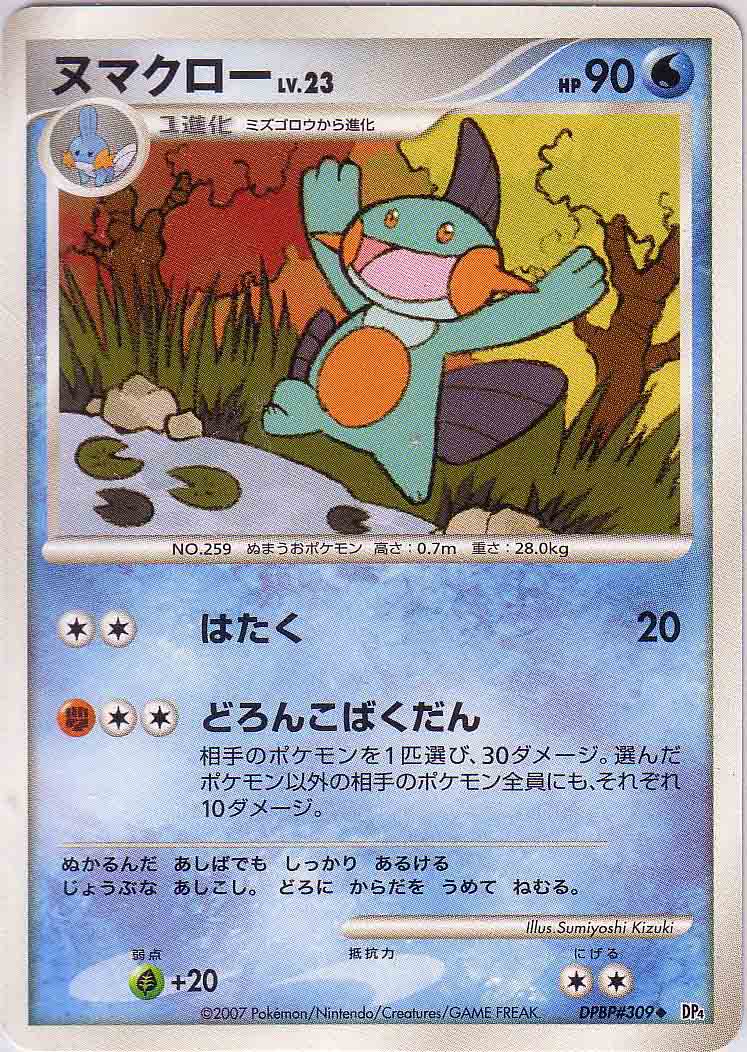 ヌマクロー LV.23 HP 90
1進化 ミズゴロウから進化
NO.259 ぬまうおポケモン 高さ:0.7m 重さ:28.0kg
はたく 20
どろんこばくだん
相手のポケモンを1匹選び、30ダメージ。選んだ
ポケモン以外の相手のポケモン全員にも、それぞれ
10ダメージ。
ぬかるんだ あしばでも しっかり あるける
じょうぶな あしこし。 どろに からだを うめて ねむる。
Illus.Sumiyoshi Kizuki
弱点 抵抗力 にげる
+20
©2007 Pokémon/Nintendo/Creatures/GAME FREAK. DPBP#309 DP4